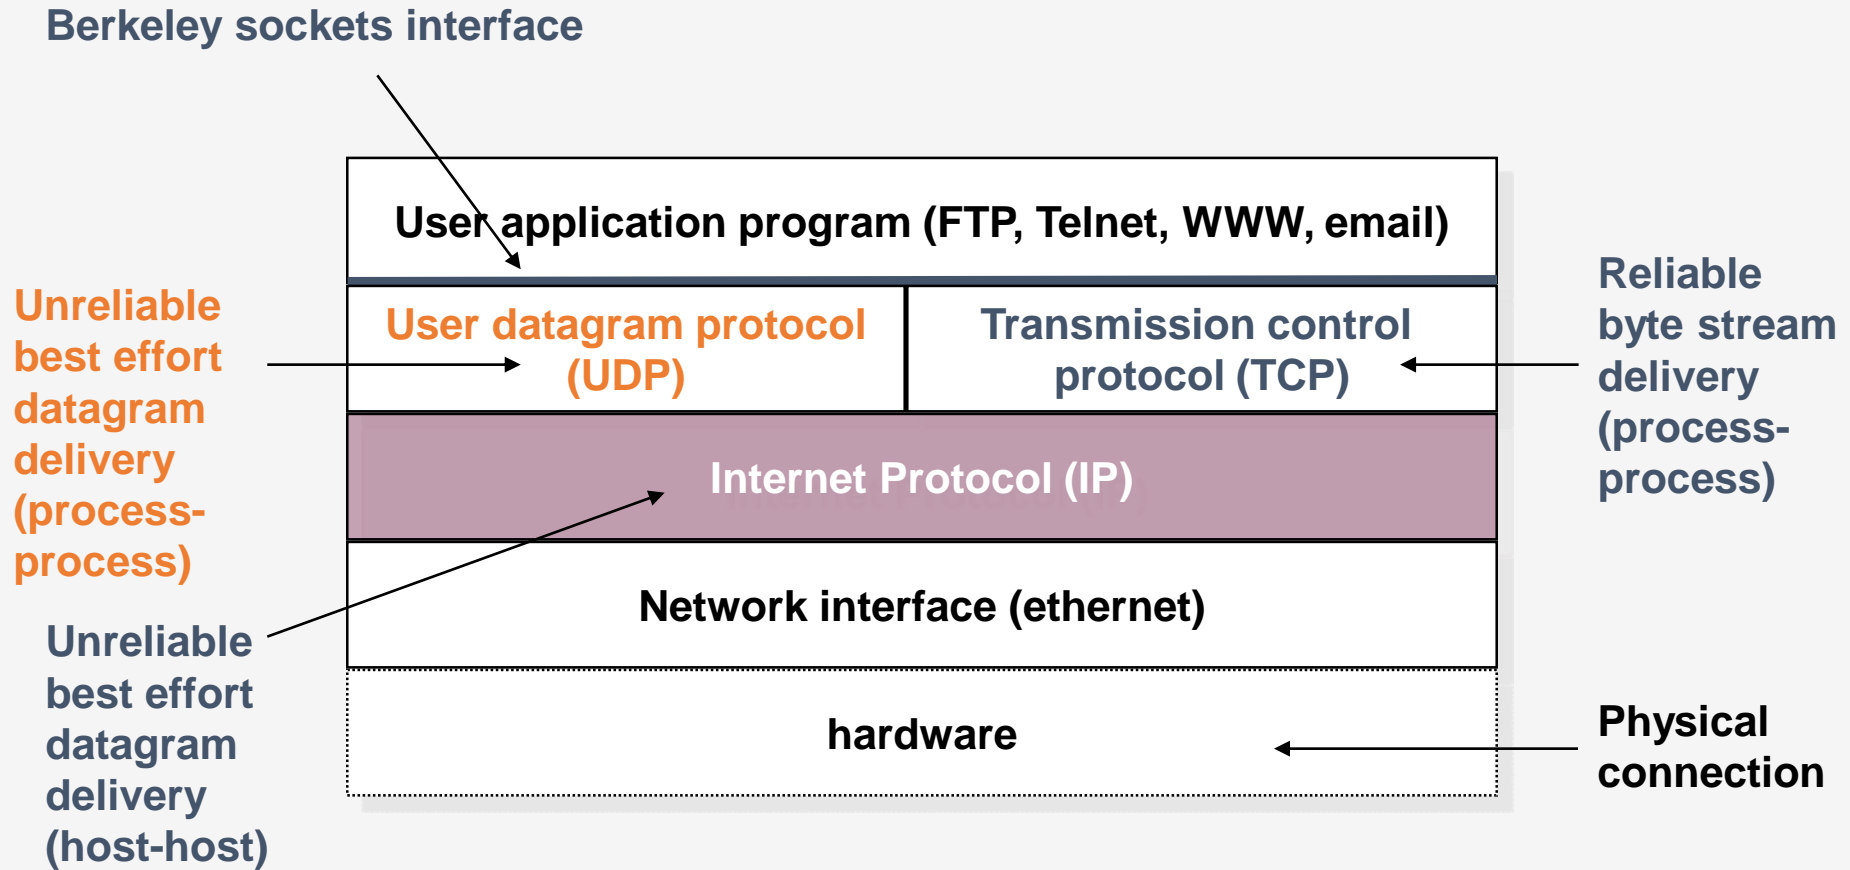 Berkeley sockets interface
User application program (FTP, Telnet, WWW, email)
Unreliable
best effort
datagram
delivery
(process-
process)
User datagram protocol
(UDP)
Transmission control
protocol (TCP)
Reliable
byte stream
delivery
(process-
process)
Internet Protocol (IP)
Network interface (ethernet)
Unreliable
best effort
datagram
delivery
(host-host)
hardware
Physical
connection